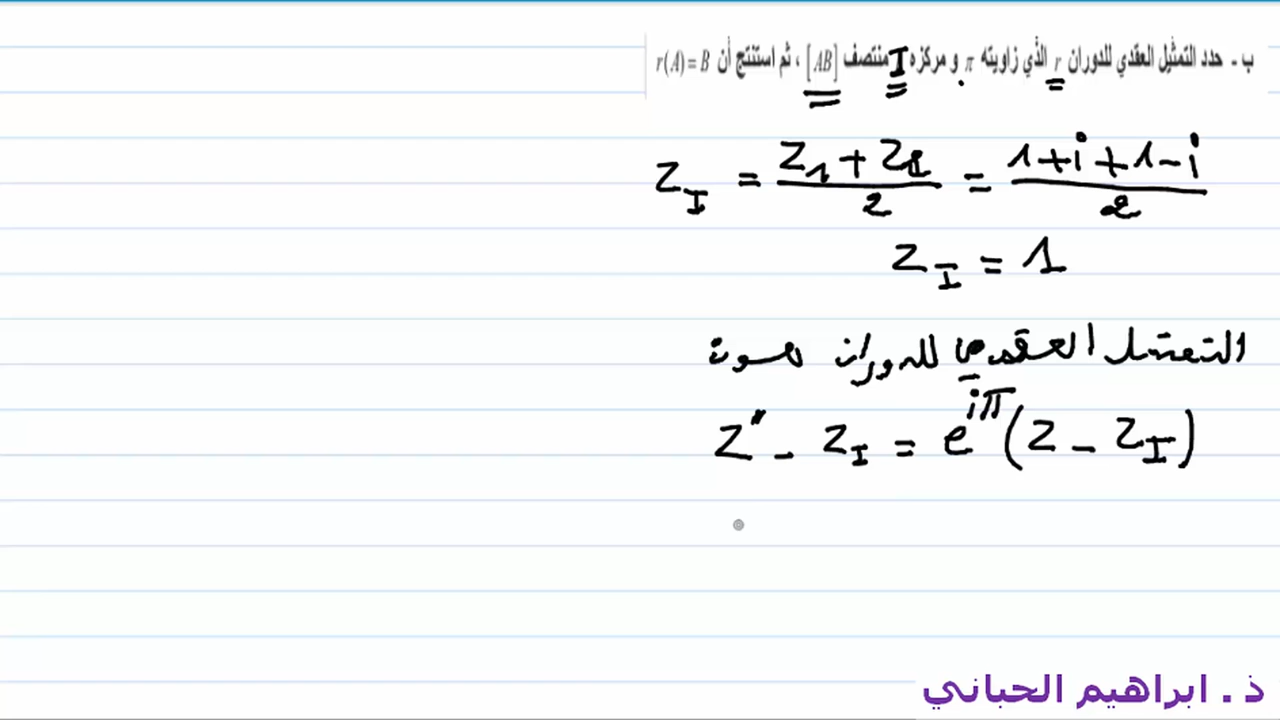 ب - حدد التمثيل العقدي للدوران r الذي زاويته π و مركزه I منتصف [AB] ، ثم استنتج أن r(A)=B
z_I = (z_1 + z_2)/2 = (1+i+1-i)/2
z_I = 1
التمثيل العقدي للدوران هو
z" - z_I = e^{iπ}(z - z_I)
ذ . ابراهيم الحباني